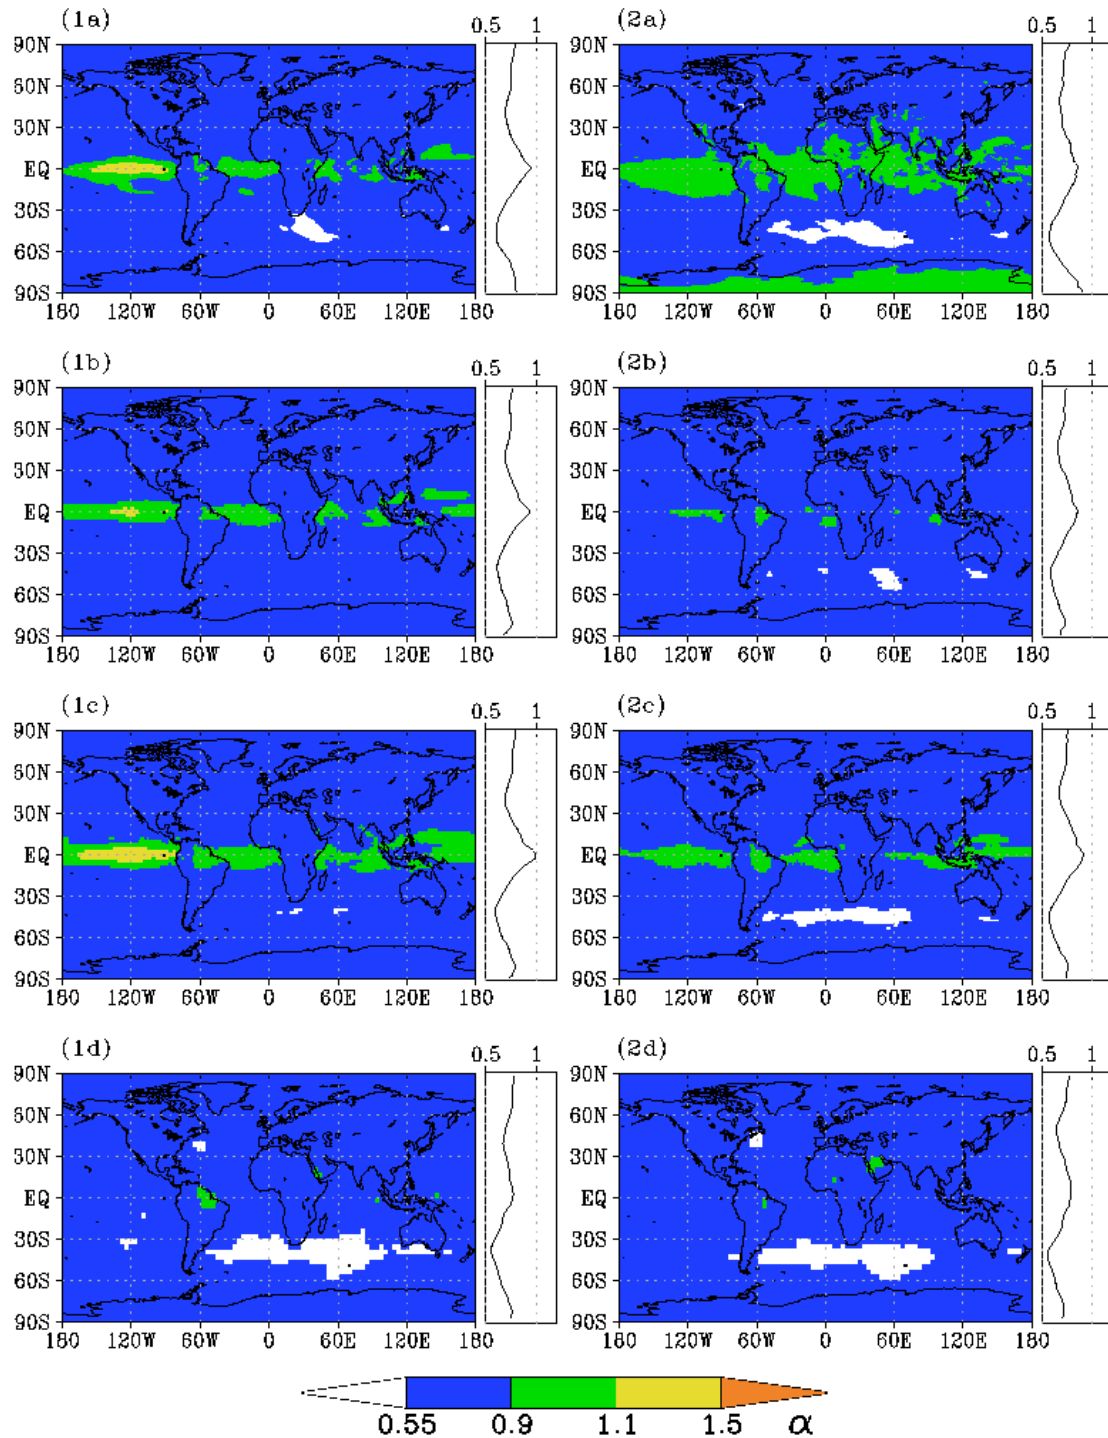 (1a) 0.5 1 (2a) 0.5 1
90N 90N
60N 60N
30N 30N
EQ EQ
30S 30S
60S 60S
90S 90S
180 120W 60W 0 60E 120E 180 180 120W 60W 0 60E 120E 180
(1b) 0.5 1 (2b) 0.5 1
90N 90N
60N 60N
30N 30N
EQ EQ
30S 30S
60S 60S
90S 90S
180 120W 60W 0 60E 120E 180 180 120W 60W 0 60E 120E 180
(1c) 0.5 1 (2c) 0.5 1
90N 90N
60N 60N
30N 30N
EQ EQ
30S 30S
60S 60S
90S 90S
180 120W 60W 0 60E 120E 180 180 120W 60W 0 60E 120E 180
(1d) 0.5 1 (2d) 0.5 1
90N 90N
60N 60N
30N 30N
EQ EQ
30S 30S
60S 60S
90S 90S
180 120W 60W 0 60E 120E 180 180 120W 60W 0 60E 120E 180
0.55 0.9 1.1 1.5 α